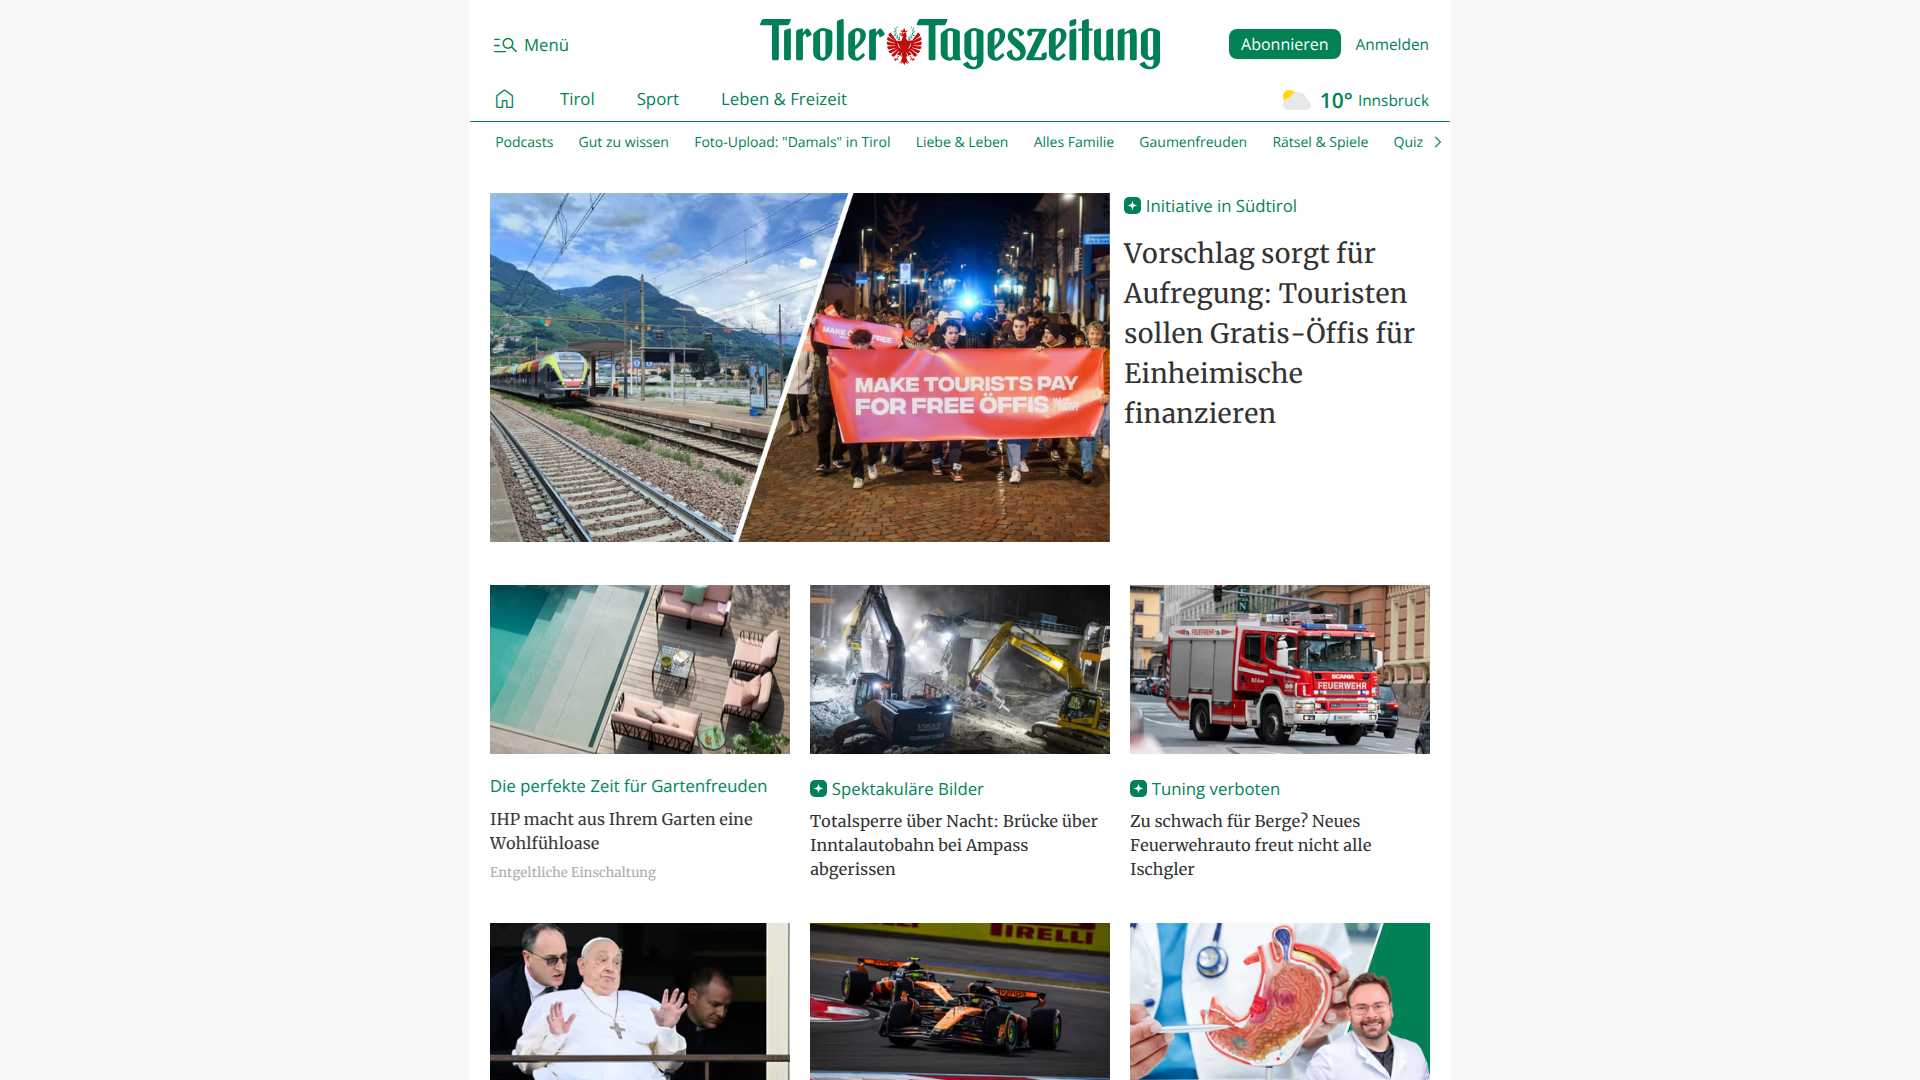 Menü
Tiroler Tageszeitung
Abonnieren
Anmelden
Tirol
Sport
Leben & Freizeit
10° Innsbruck
Podcasts
Gut zu wissen
Foto-Upload: "Damals" in Tirol
Liebe & Leben
Alles Familie
Gaumenfreuden
Rätsel & Spiele
Quiz
MAKE TOURISTS PAY
FOR FREE ÖFFIS
Initiative in Südtirol
Vorschlag sorgt für
Aufregung: Touristen
sollen Gratis-Öffis für
Einheimische
finanzieren
FEUERWEHR
SCANIA
FEUERWEHR
Die perfekte Zeit für Gartenfreuden
IHP macht aus Ihrem Garten eine
Wohlfühloase
Entgeltliche Einschaltung
Spektakuläre Bilder
Totalsperre über Nacht: Brücke über
Inntalautobahn bei Ampass
abgerissen
Tuning verboten
Zu schwach für Berge? Neues
Feuerwehrauto freut nicht alle
Ischgler
PIRELLI